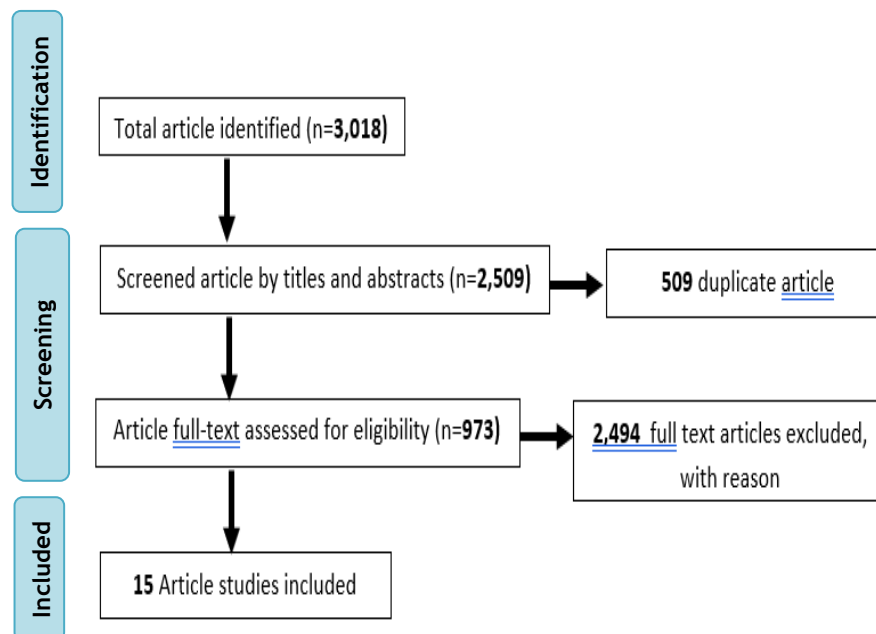 Identification
Total article identified (n=3,018)
Screening
Screened article by titles and abstracts (n=2,509)
509 duplicate article
Article full-text assessed for eligibility (n=973)
2,494 full text articles excluded,
with reason
Included
15 Article studies included